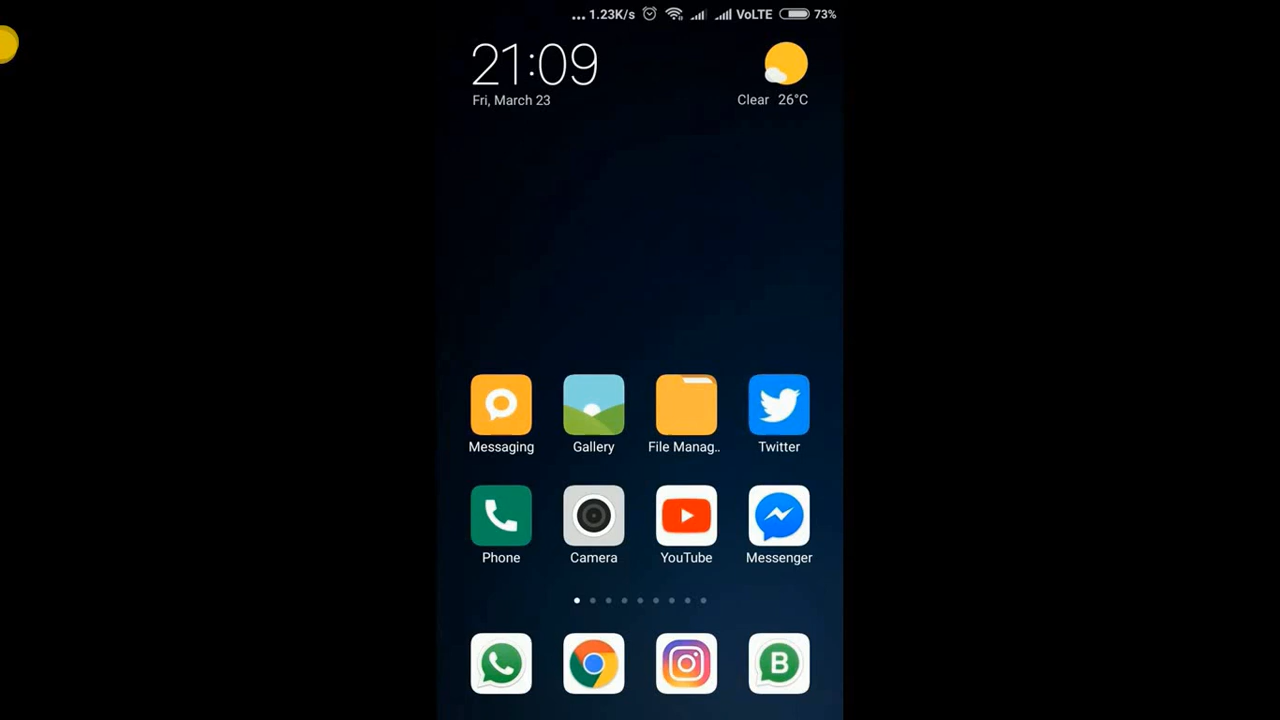 ... 1.23K/s VoLTE 73%
21:09
Fri, March 23
Clear 26°C
Messaging Gallery File Manag.. Twitter
Phone Camera YouTube Messenger
B